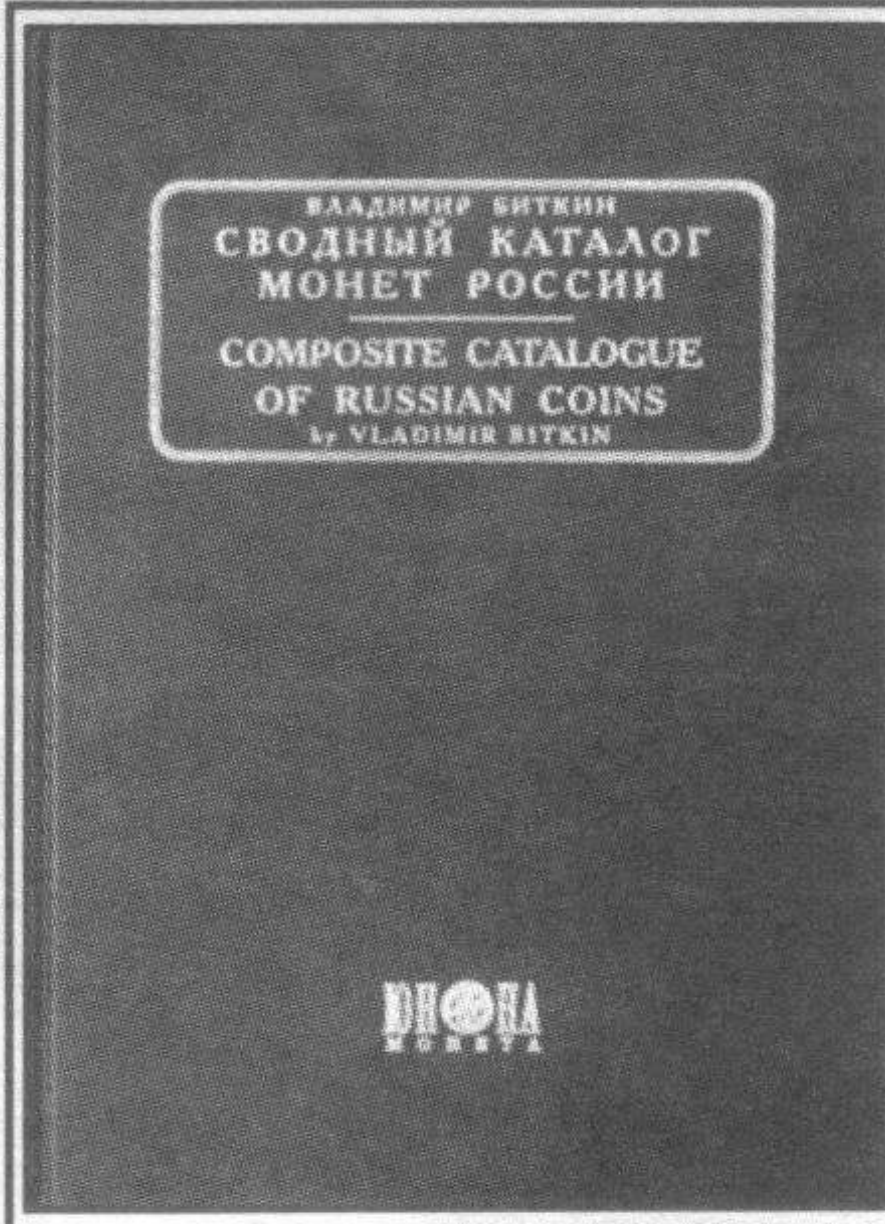 ВЛАДИМИР БИТКИН
СВОДНЫЙ КАТАЛОГ
МОНЕТ РОССИИ
COMPOSITE CATALOGUE
OF RUSSIAN COINS
by VLADIMIR BITKIN
ЮНОНА
МОНЕТА